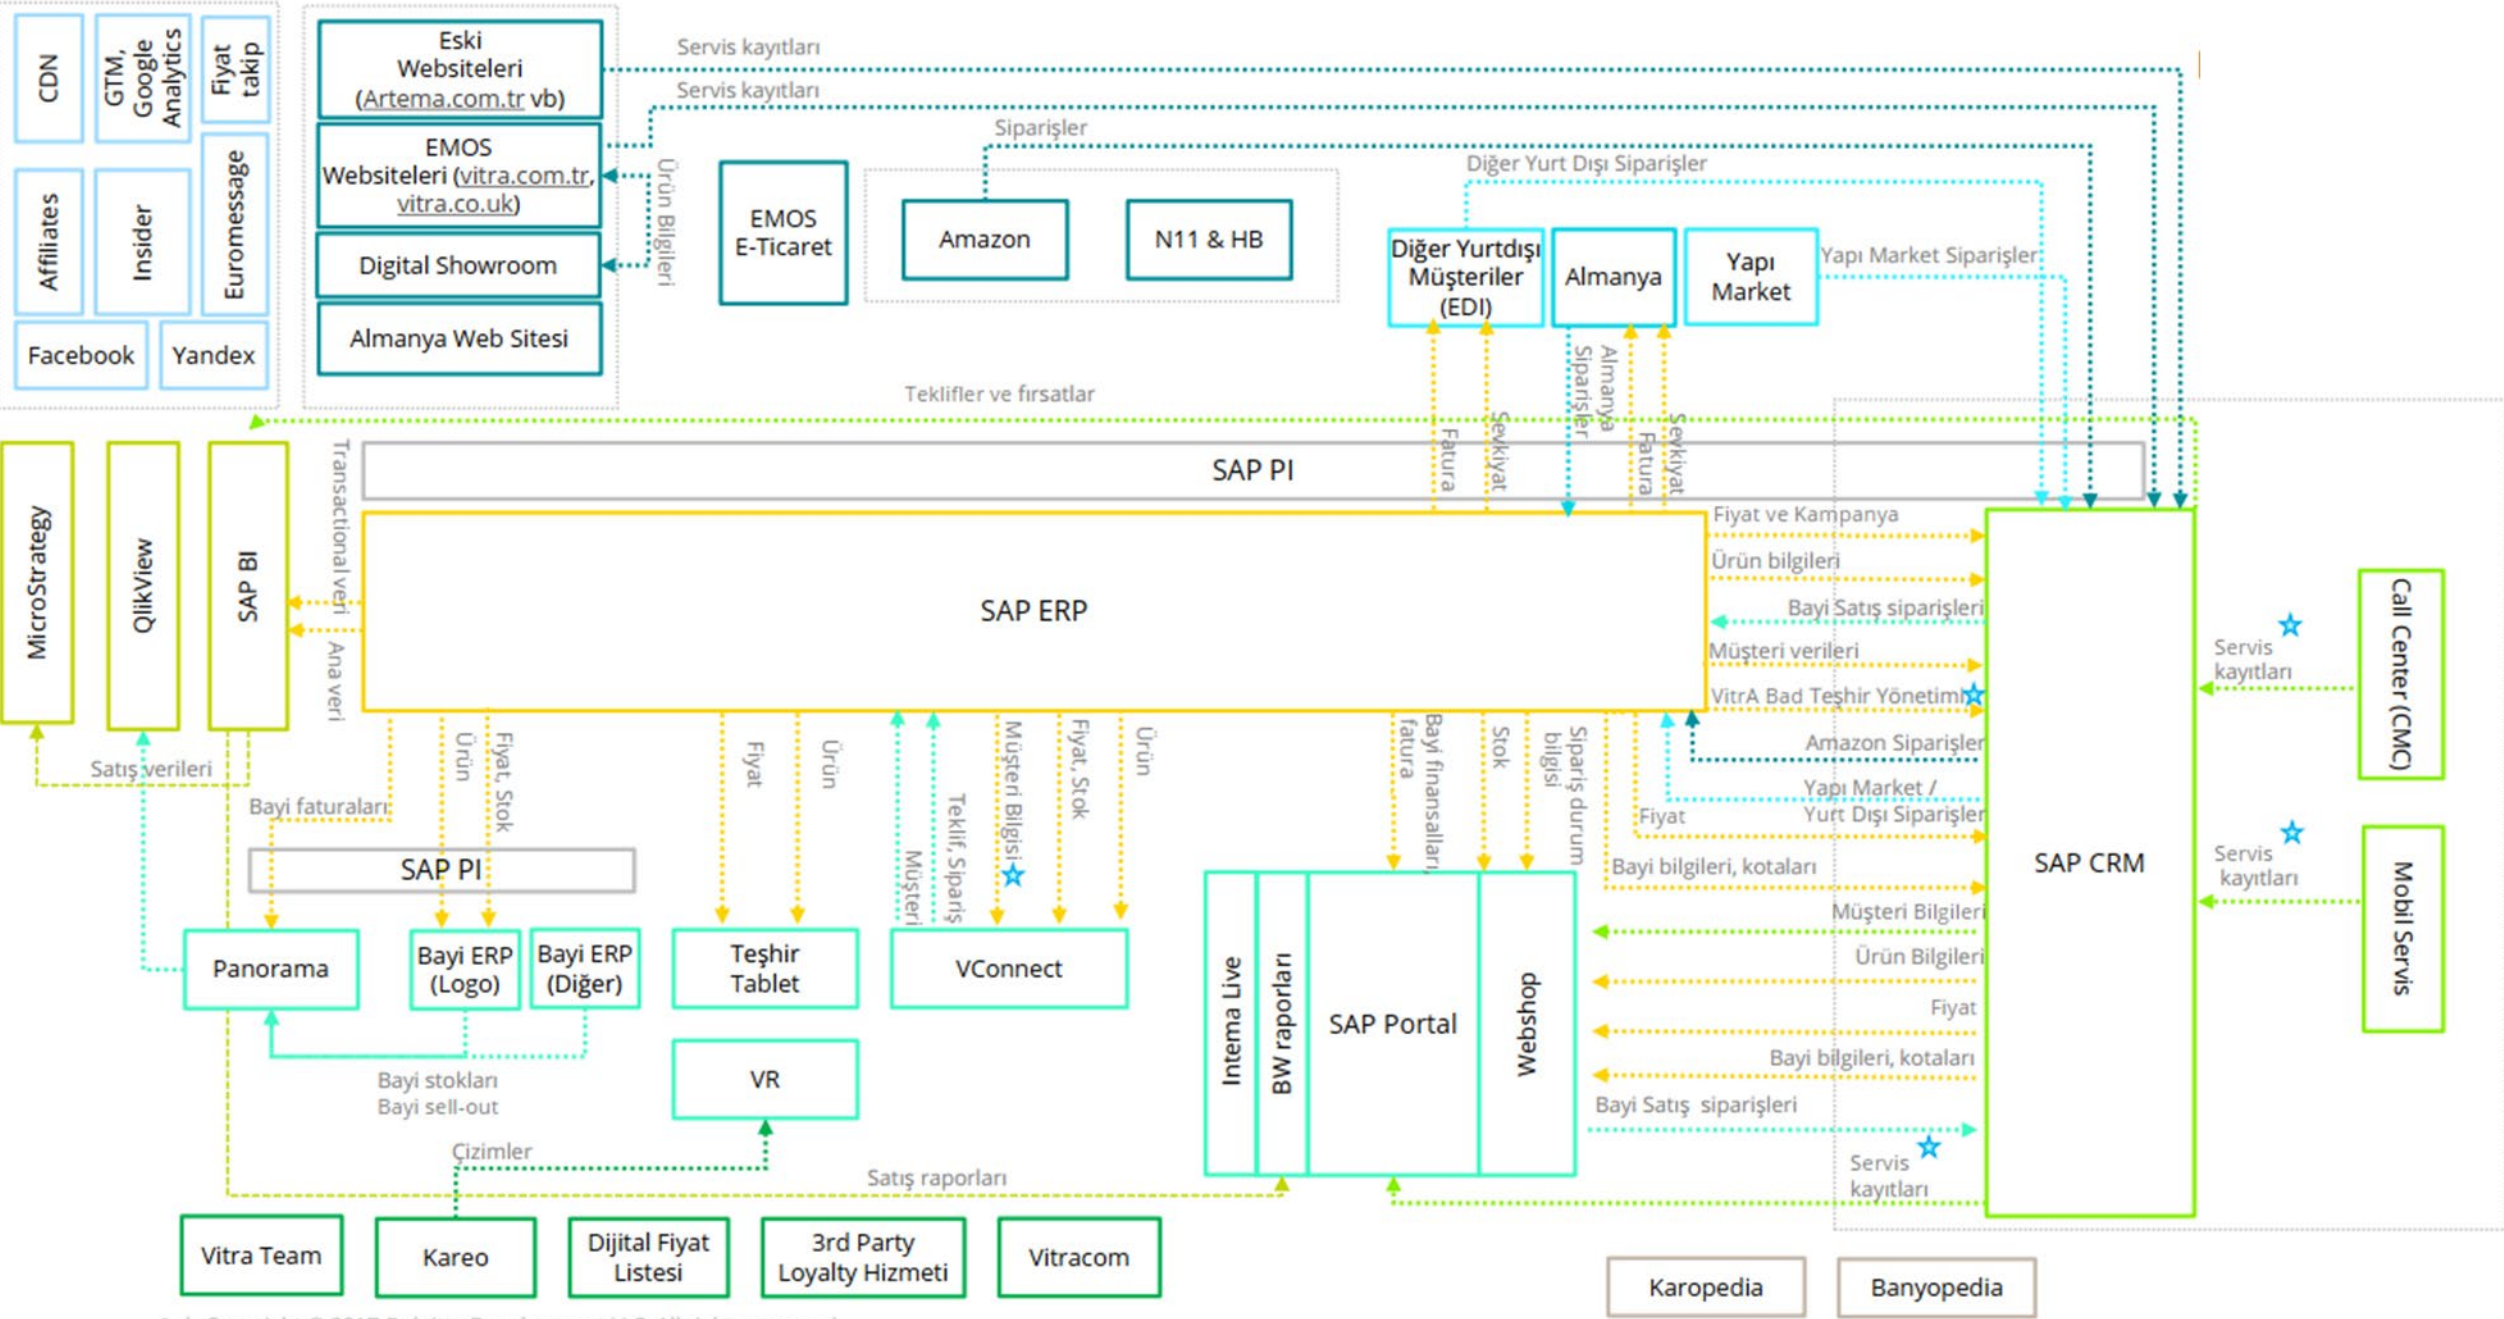 CDN
GTM,
Google
Analytics
Fiyat
takip
Affiliates
Insider
Euromessage
Facebook
Yandex
Eski
Websiteleri
(Artema.com.tr vb)
EMOS
Websiteleri (vitra.com.tr,
vitra.co.uk)
Digital Showroom
Almanya Web Sitesi
Servis kayıtları
Servis kayıtları
Ürün Bilgileri
EMOS
E-Ticaret
Siparişler
Amazon
N11 & HB
Diğer Yurt Dışı Siparişler
Diğer Yurtdışı
Müşteriler
(EDI)
Almanya
Yapı
Market
Yapı Market Siparişler
Teklifler ve fırsatlar
Fatura
Sevkiyat
Almanya
Siparişler
Fatura
Sevkiyat
SAP PI
MicroStrategy
QlikView
SAP BI
Transactional veri
Ana veri
SAP ERP
Fiyat ve Kampanya
Ürün bilgileri
Bayi Satış siparişleri
Müşteri verileri
VitrA Bad Teşhir Yönetimi
Amazon Siparişler
Yapı Market /
Yurt Dışı Siparişler
Fiyat
Bayi bilgileri, kotaları
Müşteri Bilgileri
Ürün Bilgileri
Fiyat
Bayi bilgileri, kotaları
Bayi Satış siparişleri
Servis
kayıtları
SAP CRM
Servis
kayıtları
Call Center (CMC)
Servis
kayıtları
Mobil Servis
Satış verileri
Bayi faturaları
Ürün
Fiyat, Stok
SAP PI
Fiyat
Ürün
Müşteri
Teklif, Sipariş
Müşteri Bilgisi
Fiyat, Stok
Ürün
Bayi finansalları,
fatura
Stok
Sipariş durum
bilgisi
Panorama
Bayi ERP
(Logo)
Bayi ERP
(Diğer)
Teşhir
Tablet
VConnect
VR
Intema Live
BW raporları
SAP Portal
Webshop
Bayi stokları
Bayi sell-out
Çizimler
Satış raporları
Vitra Team
Kareo
Dijital Fiyat
Listesi
3rd Party
Loyalty Hizmeti
Vitracom
Karopedia
Banyopedia